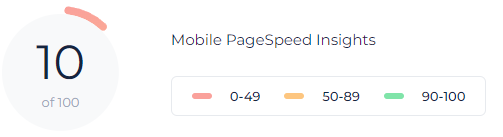 10
of 100
Mobile PageSpeed Insights
0-49 50-89 90-100